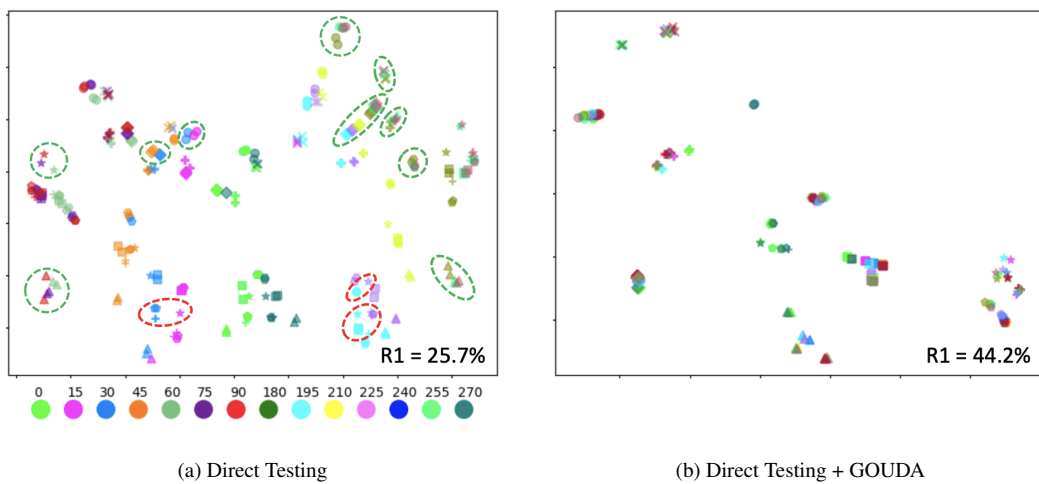 R1 = 25.7%
R1 = 44.2%
0 15 30 45 60 75 90 180 195 210 225 240 255 270
(a) Direct Testing
(b) Direct Testing + GOUDA